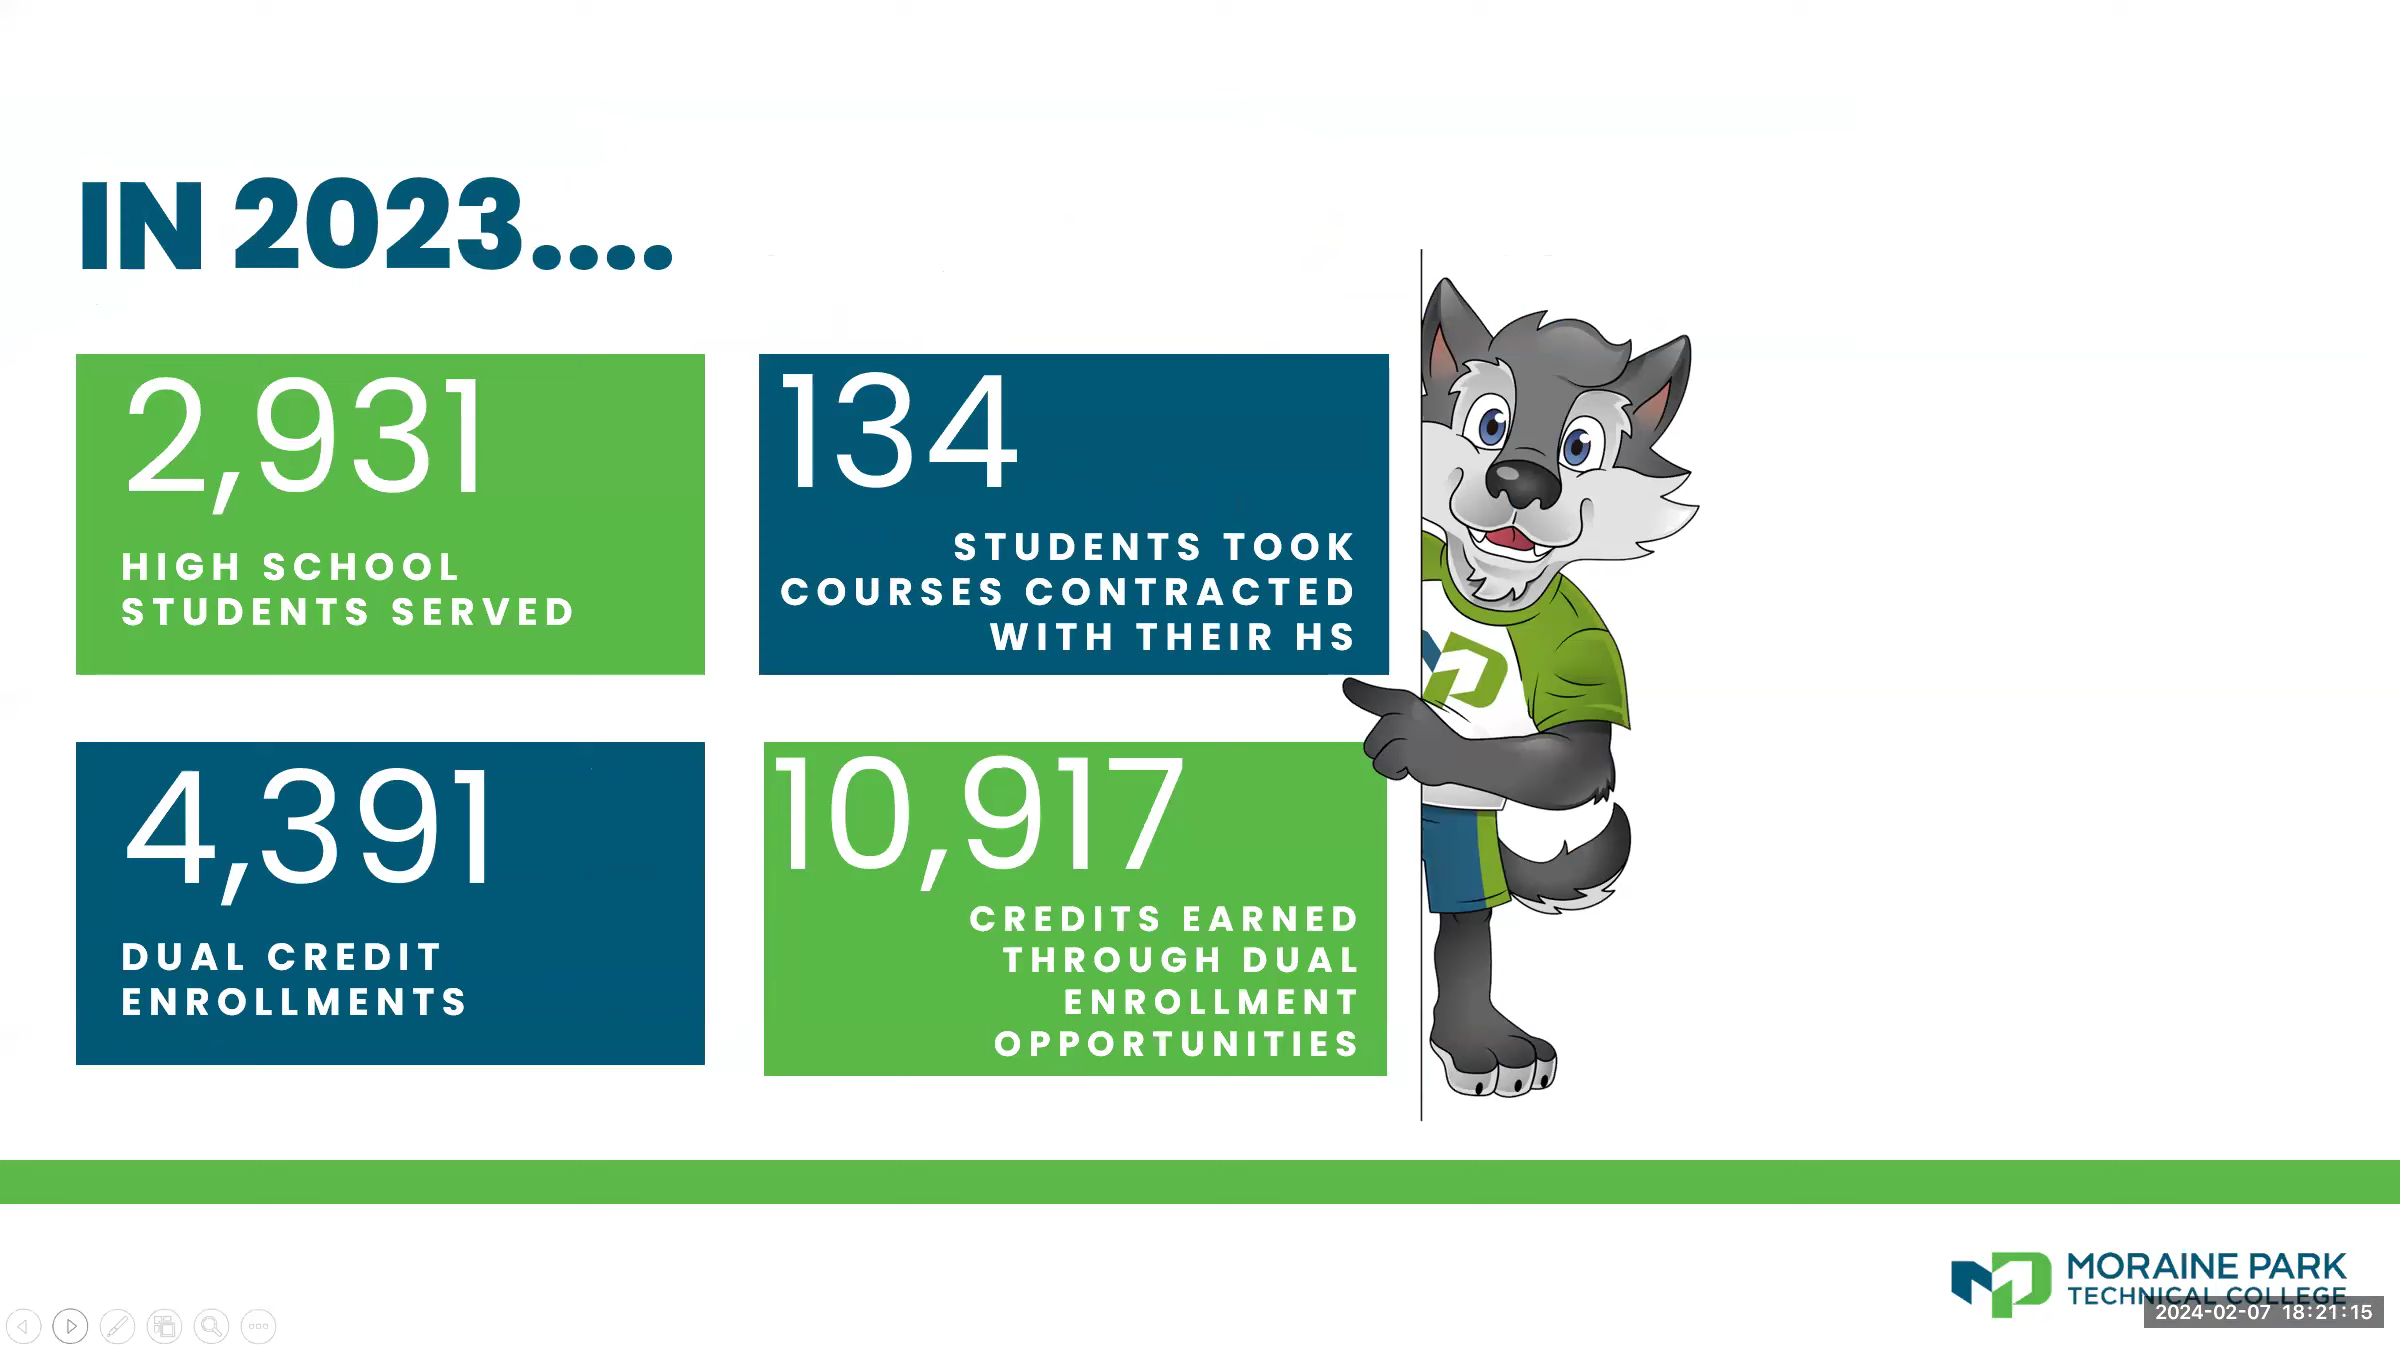 IN 2023....
2,931
HIGH SCHOOL
STUDENTS SERVED
134
STUDENTS TOOK
COURSES CONTRACTED
WITH THEIR HS
4,391
DUAL CREDIT
ENROLLMENTS
10,917
CREDITS EARNED
THROUGH DUAL
ENROLLMENT
OPPORTUNITIES
MORAINE PARK
TECHNICAL COLLEGE
2024-02-07 18:21:15